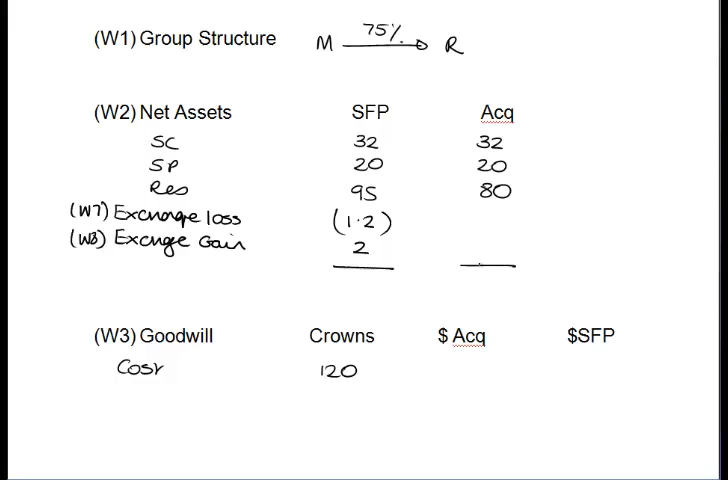 (W1) Group Structure M 75% R
(W2) Net Assets SFP Acq
SC 32 32
SP 20 20
Res 95 80
(W7) Exchange loss (1.2)
(W8) Excnge Gain 2
(W3) Goodwill Crowns $ Acq $SFP
Cost 120